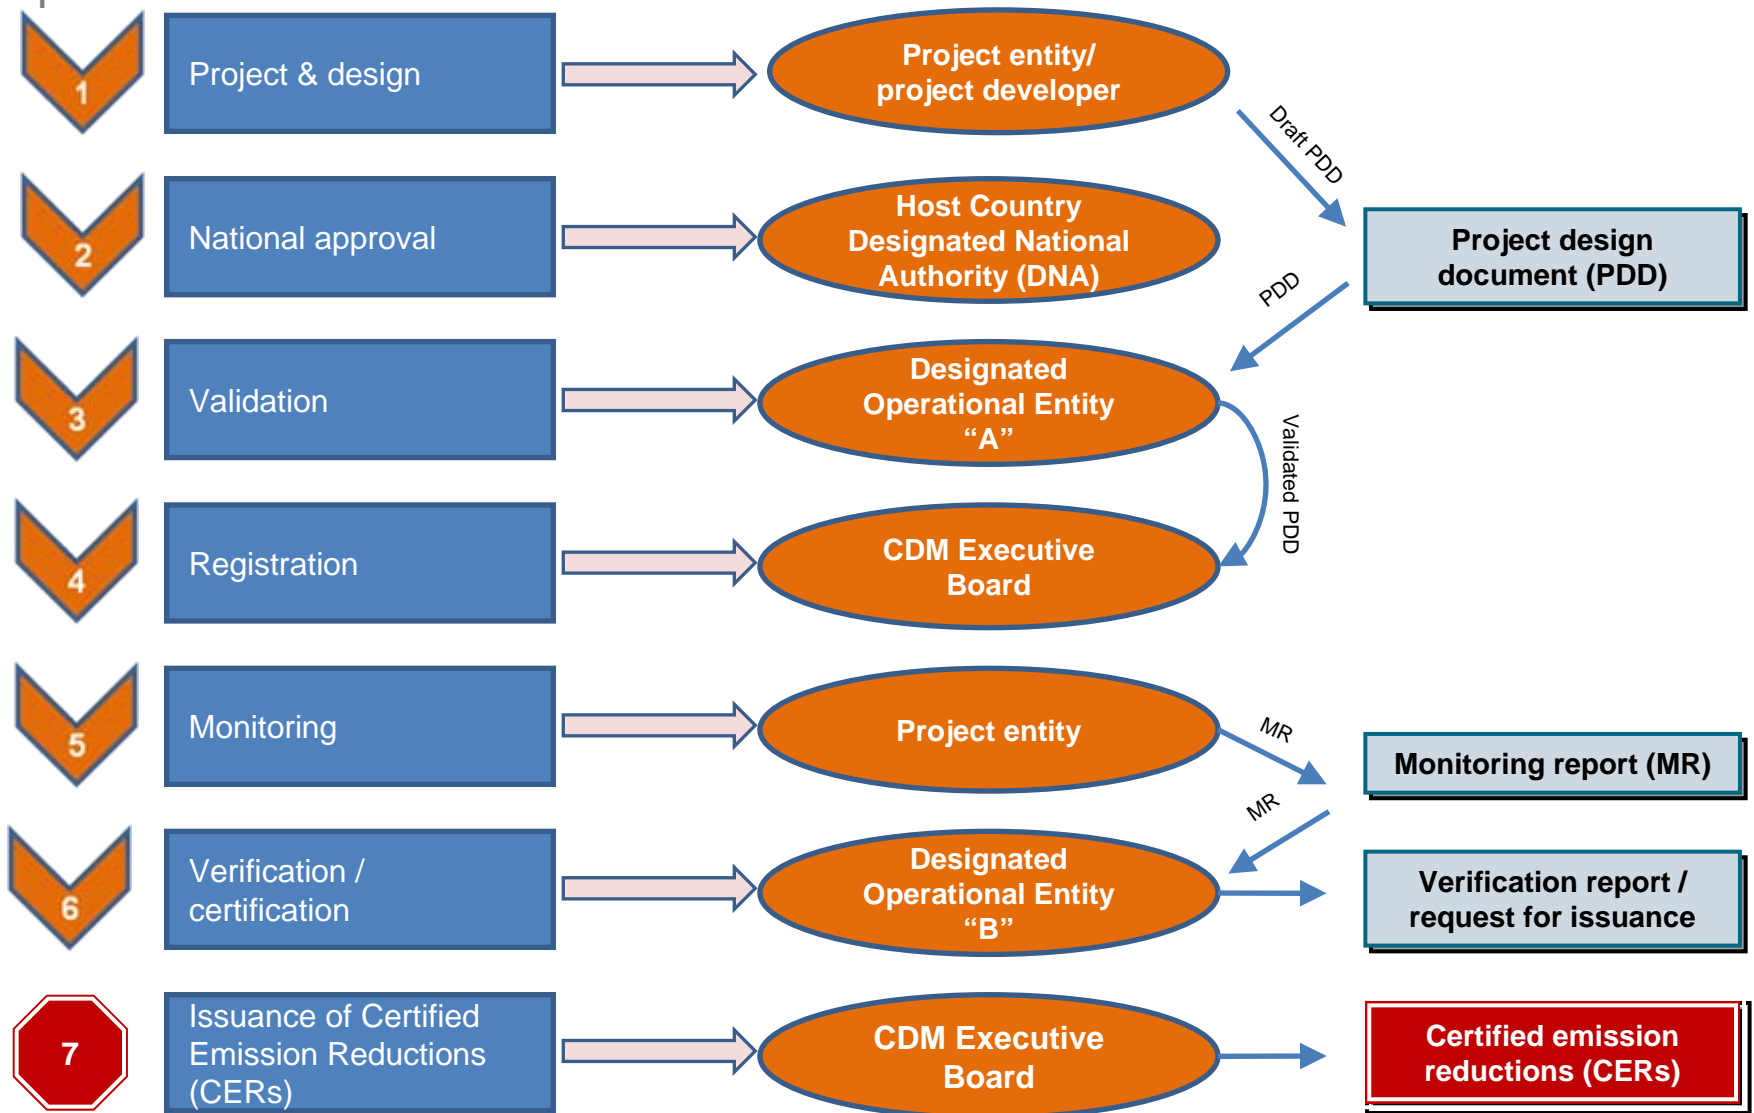 1
Project & design
Project entity/
project developer
Draft PDD
2
National approval
Host Country
Designated National
Authority (DNA)
Project design
document (PDD)
PDD
3
Validation
Designated
Operational Entity
“A”
Validated PDD
4
Registration
CDM Executive
Board
5
Monitoring
Project entity
MR
Monitoring report (MR)
MR
6
Verification /
certification
Designated
Operational Entity
“B”
Verification report /
request for issuance
7
Issuance of Certified
Emission Reductions
(CERs)
CDM Executive
Board
Certified emission
reductions (CERs)